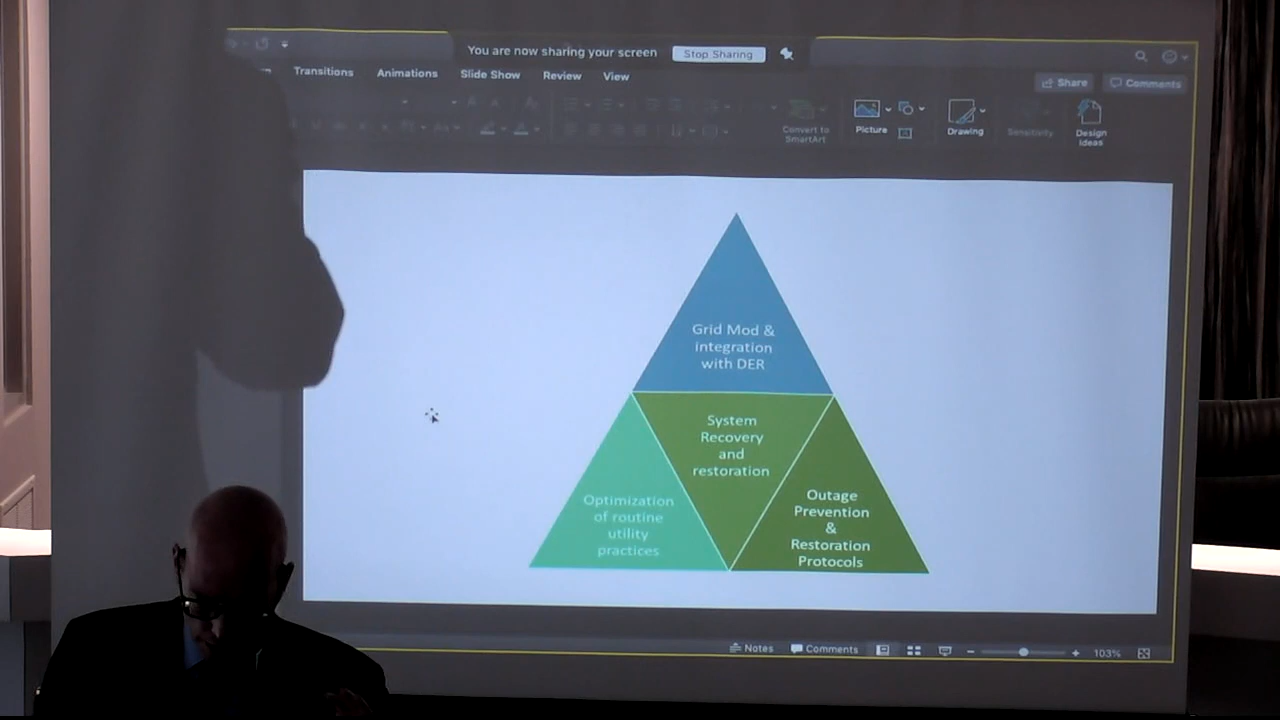 You are now sharing your screen
Stop Sharing
Transitions
Animations
Slide Show
Review
View
Share
Comments
Convert to
SmartArt
Picture
Drawing
Sensitivity
Design
Ideas
Grid Mod &
integration
with DER
System
Recovery
and
restoration
Optimization
of routine
utility
practices
Outage
Prevention
&
Restoration
Protocols
Notes
Comments
103%